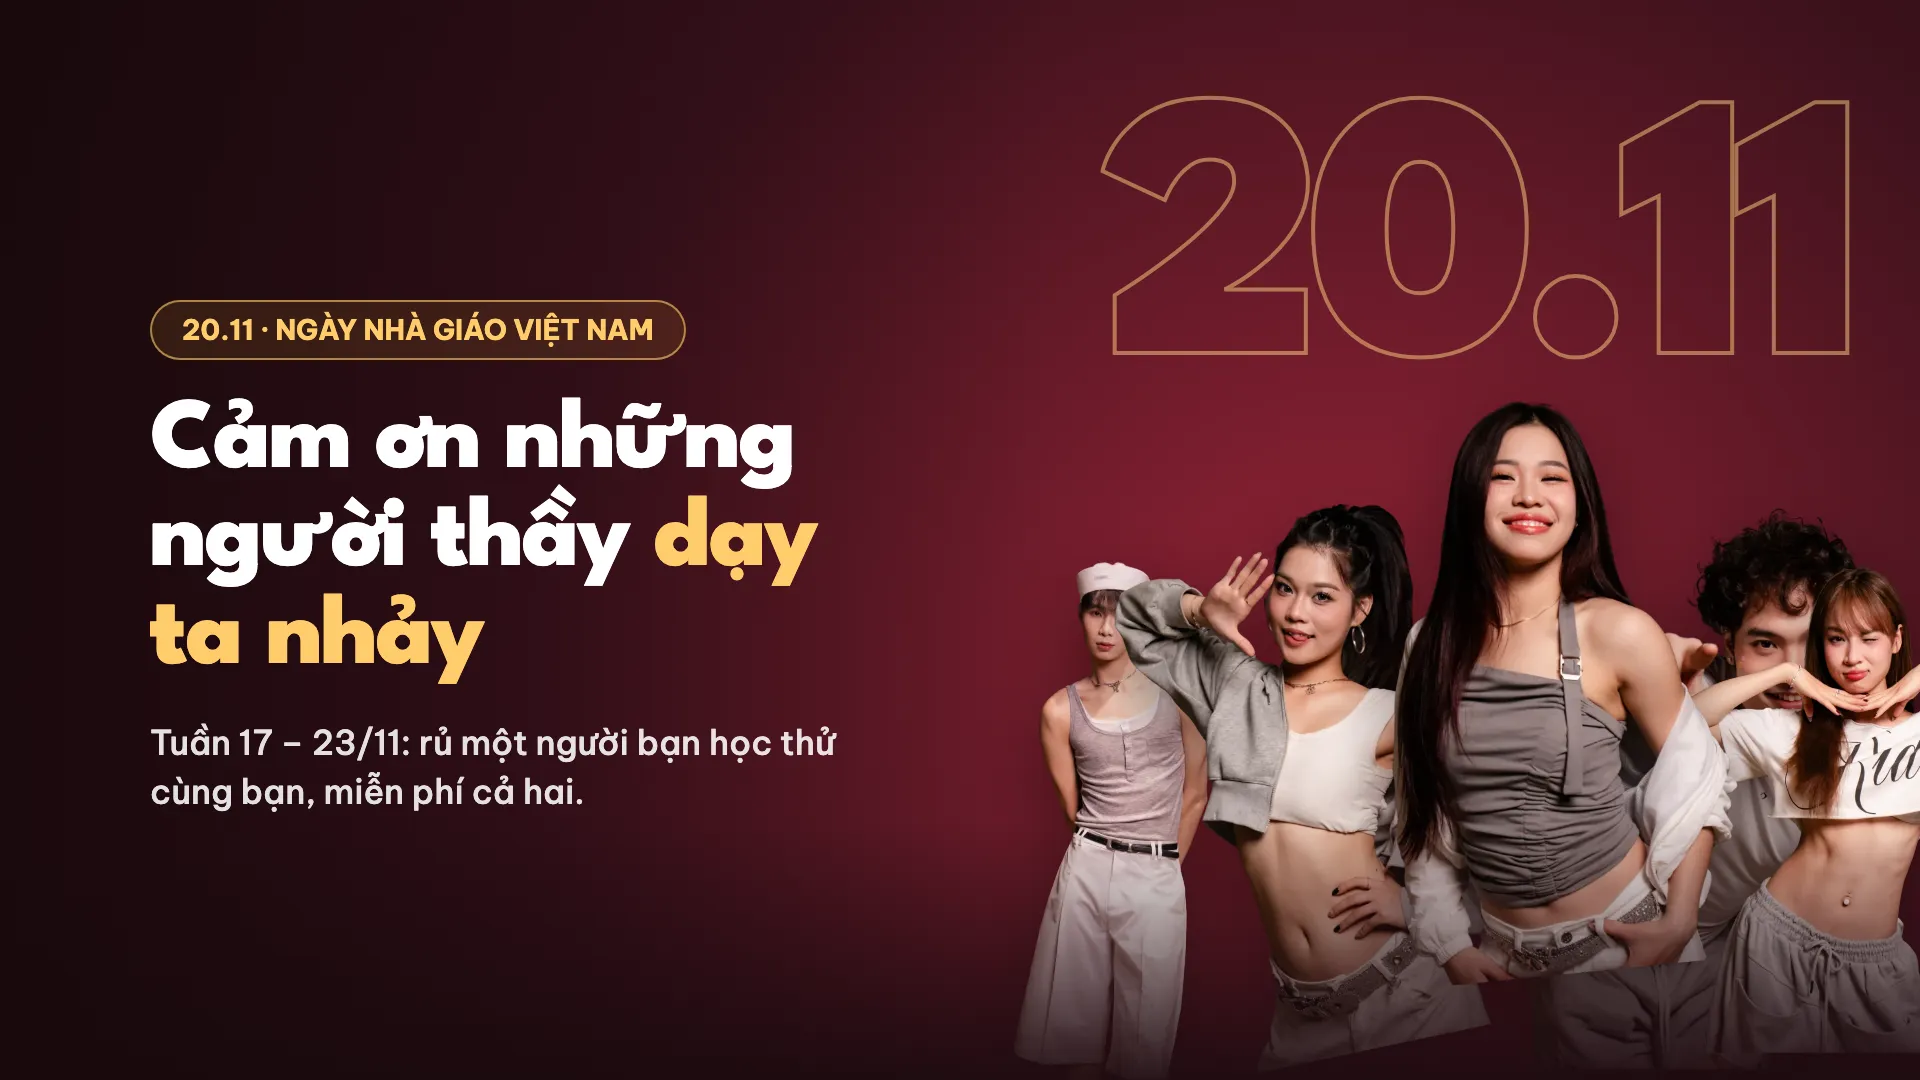 20.11
20.11 · NGÀY NHÀ GIÁO VIỆT NAM
Cảm ơn những
người thầy dạy
ta nhảy
Tuần 17 – 23/11: rủ một người bạn học thử
cùng bạn, miễn phí cả hai.